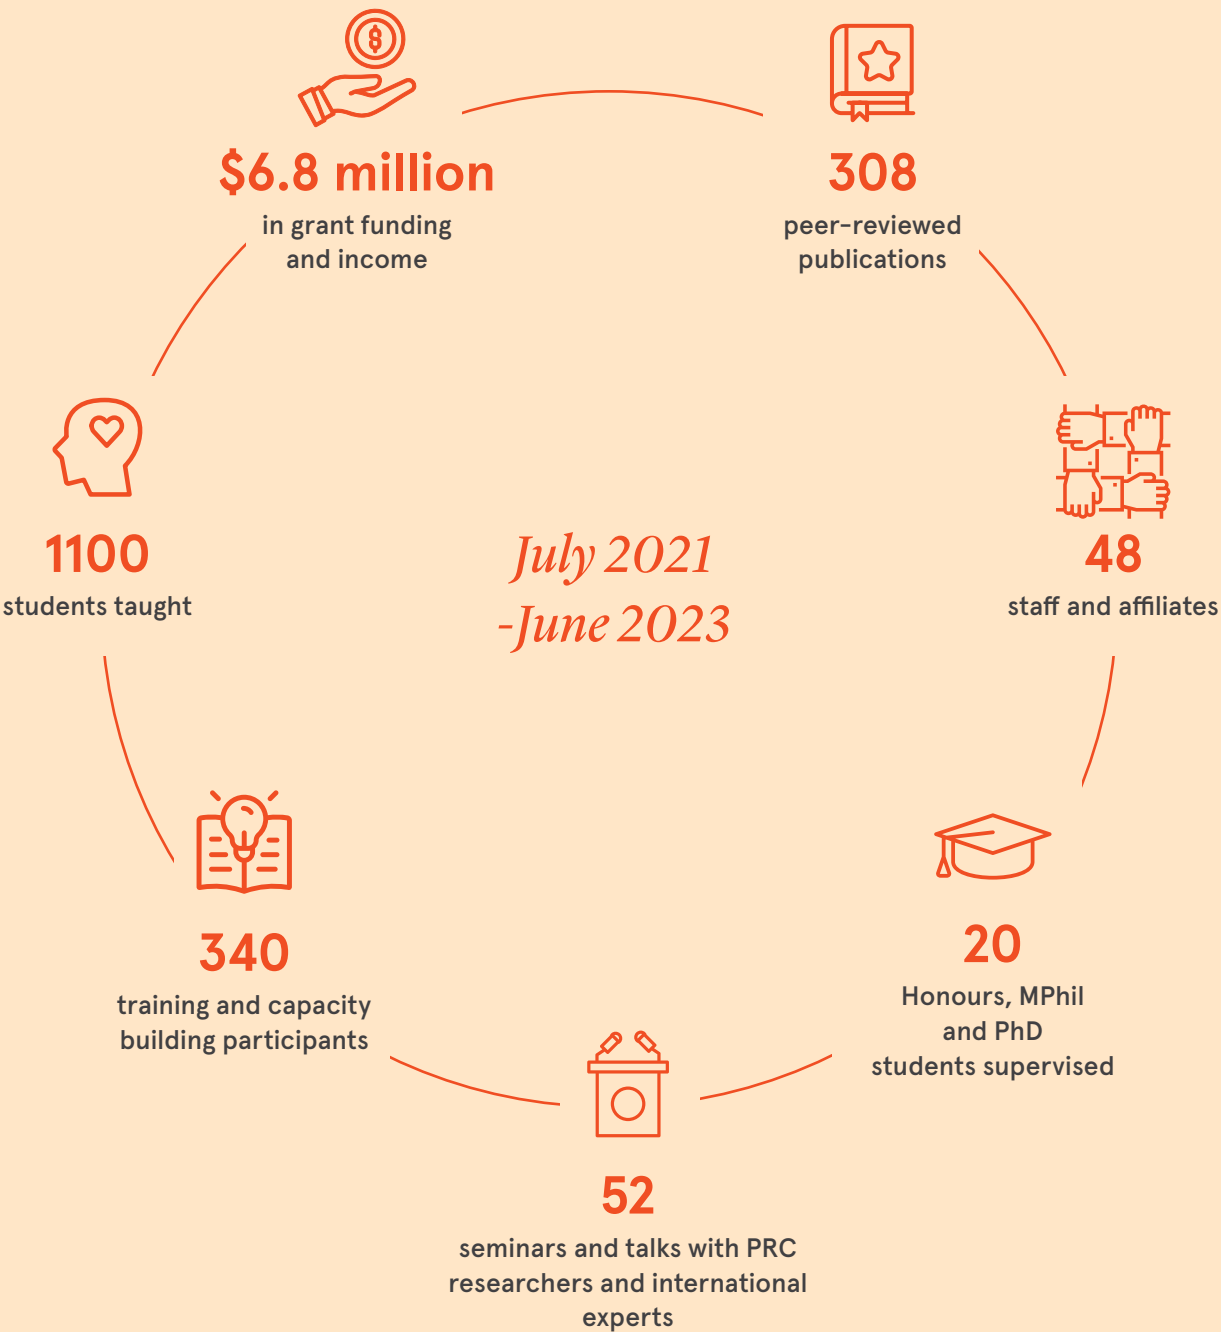 $6.8 million
in grant funding
and income
308
peer-reviewed
publications
1100
students taught
July 2021
-June 2023
48
staff and affiliates
340
training and capacity
building participants
20
Honours, MPhil
and PhD
students supervised
52
seminars and talks with PRC
researchers and international
experts